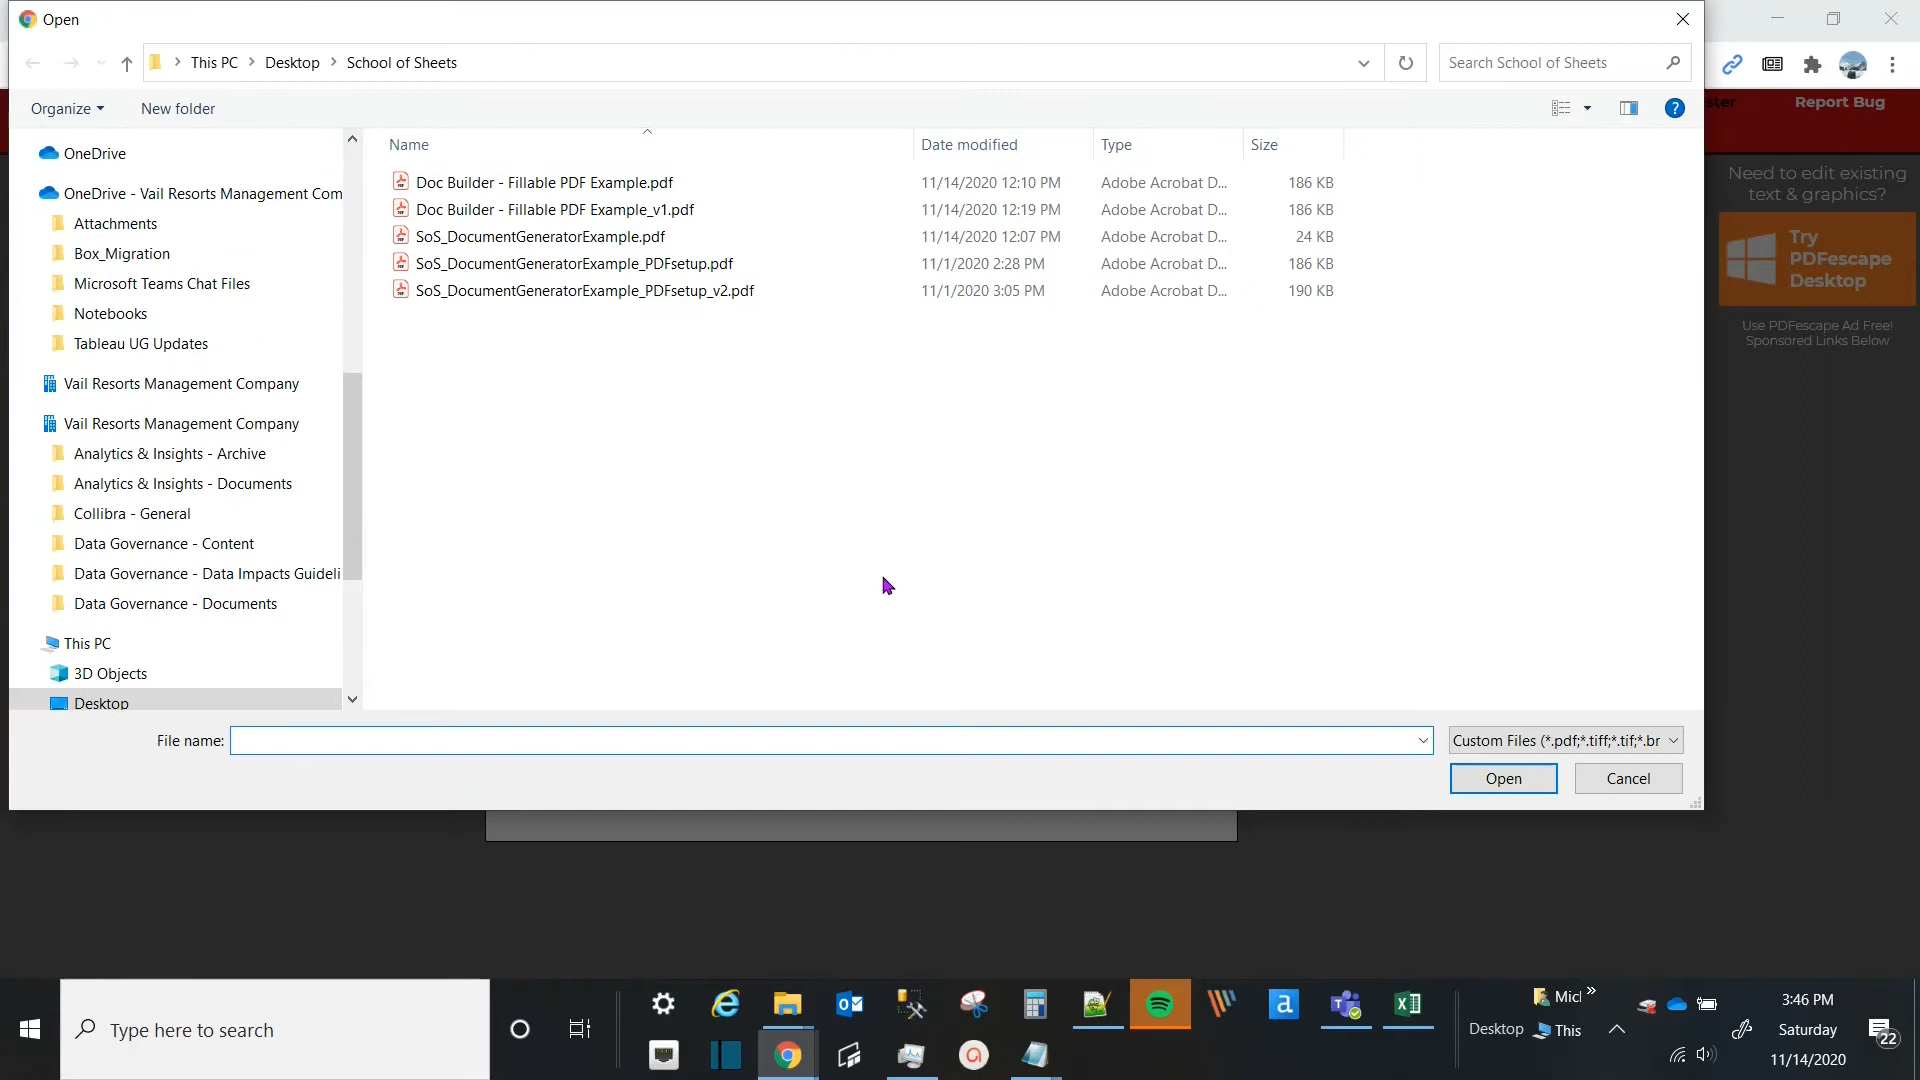 Open
This PC
Desktop
School of Sheets
Search School of Sheets
Organize
New folder
?
Report Bug
OneDrive
OneDrive - Vail Resorts Management Com
Attachments
Box_Migration
Microsoft Teams Chat Files
Notebooks
Tableau UG Updates
Vail Resorts Management Company
Vail Resorts Management Company
Analytics & Insights - Archive
Analytics & Insights - Documents
Collibra - General
Data Governance - Content
Data Governance - Data Impacts Guideli
Data Governance - Documents
This PC
3D Objects
Desktop
Name Date modified Type Size
Doc Builder - Fillable PDF Example.pdf 11/14/2020 12:10 PM Adobe Acrobat D... 186 KB
Doc Builder - Fillable PDF Example_v1.pdf 11/14/2020 12:19 PM Adobe Acrobat D... 186 KB
SoS_DocumentGeneratorExample.pdf 11/14/2020 12:07 PM Adobe Acrobat D... 24 KB
SoS_DocumentGeneratorExample_PDFsetup.pdf 11/1/2020 2:28 PM Adobe Acrobat D... 186 KB
SoS_DocumentGeneratorExample_PDFsetup_v2.pdf 11/1/2020 3:05 PM Adobe Acrobat D... 190 KB
Need to edit existing
text & graphics?
Try
PDFescape
Desktop
Use PDFescape Ad Free!
Sponsored Links Below
File name:
Custom Files (*.pdf;*.tiff;*.tif;*.br
Open
Cancel
Type here to search
Micl
Desktop
This
3:46 PM
Saturday
11/14/2020
22